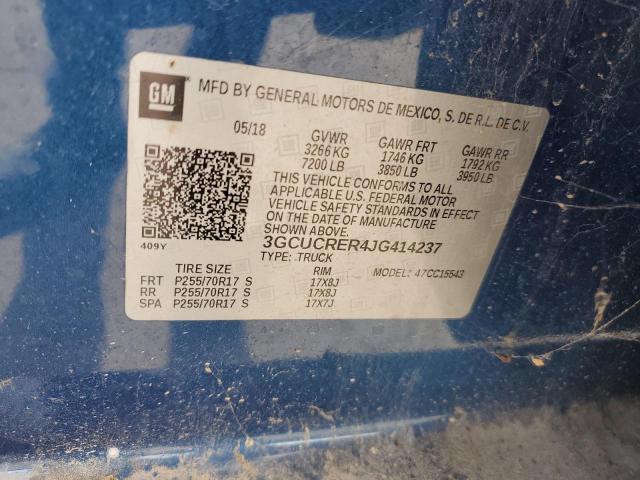 GM
MFD BY GENERAL MOTORS DE MEXICO, S. DE R.L. DE C.V.
05/18 GVWR GAWR FRT GAWR RR
3266 KG 1746 KG 1792 KG
7200 LB 3850 LB 3950 LB
THIS VEHICLE CONFORMS TO ALL
APPLICABLE U.S. FEDERAL MOTOR
VEHICLE SAFETY STANDARDS IN EFFECT
ON THE DATE OF MANUFACTURE
SHOWN ABOVE.
409Y 3GCUCRER4JG414237
TYPE: TRUCK MODEL: 47CC15543
TIRE SIZE RIM
FRT P255/70R17 S 17X8J
RR P255/70R17 S 17X8J
SPA P255/70R17 S 17X7J